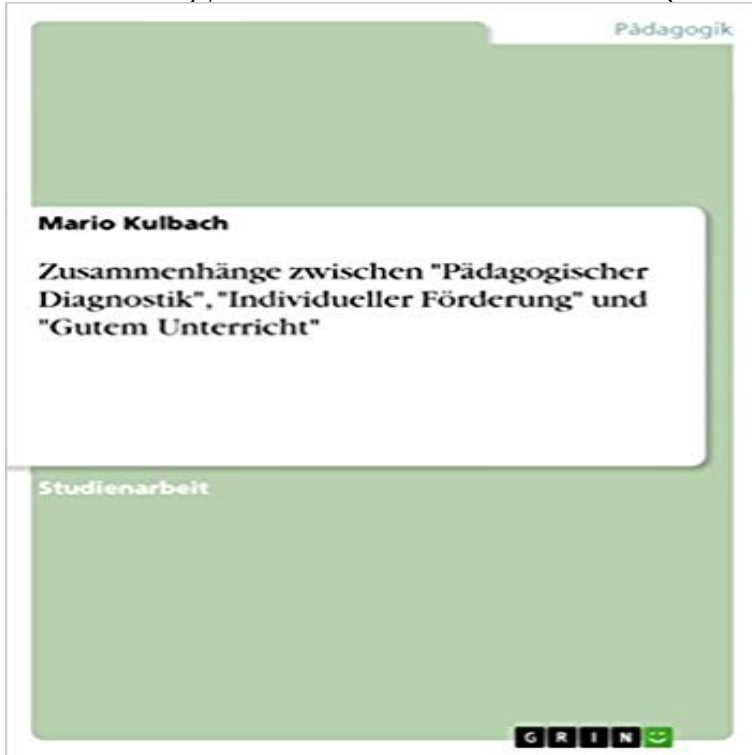 Pädagogik
Mario Kulbach
Zusammenhänge zwischen "Pädagogischer
Diagnostik", "Individueller Förderung" und
"Gutem Unterricht"
Studienarbeit
GRIN